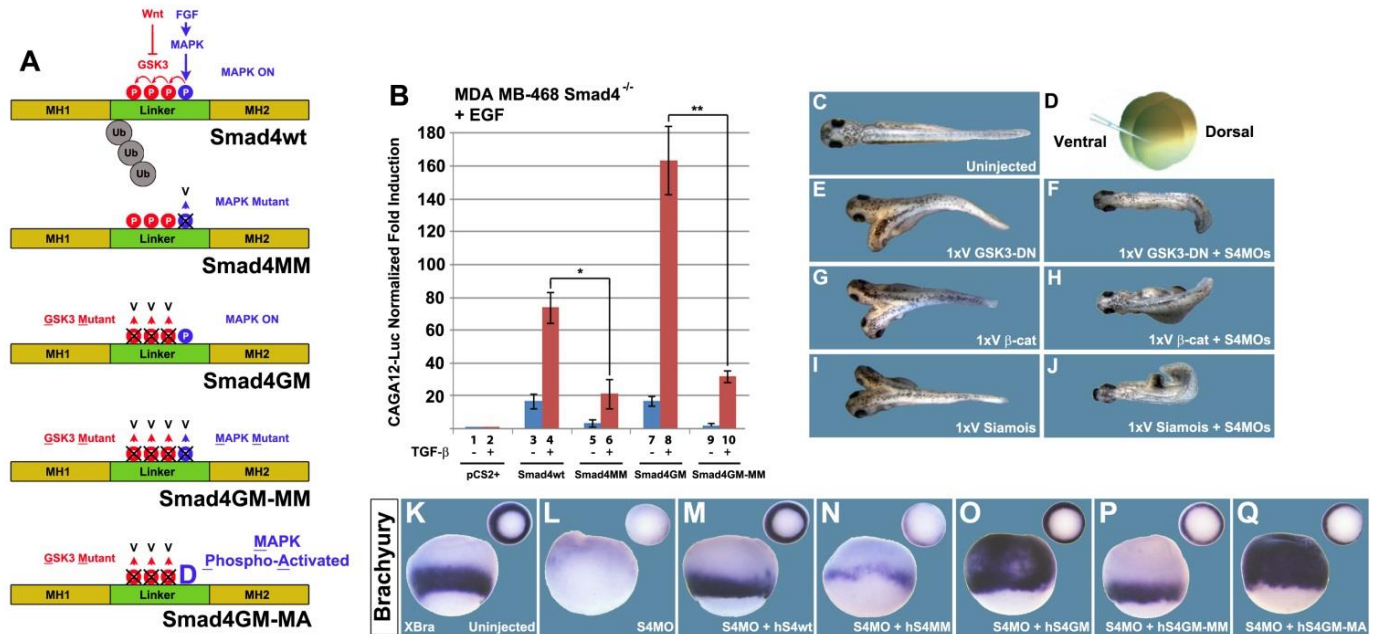 A
Wnt
FGF
MAPK
GSK3
MAPK ON
P P P P
MH1 Linker MH2
Smad4wt
Ub
Ub
Ub
V
MAPK Mutant
P P P
MH1 Linker MH2
Smad4MM
V V V
GSK3 Mutant
MAPK ON
P
MH1 Linker MH2
Smad4GM
V V V V
GSK3 Mutant
MAPK Mutant
MH1 Linker MH2
Smad4GM-MM
V V V
GSK3 Mutant
MAPK
Phospho-Activated
D
MH1 Linker MH2
Smad4GM-MA
B
MDA MB-468 Smad4-/-
+ EGF
CAGA12-Luc Normalized Fold Induction
180
160
140
120
100
80
60
40
20
*
**
1 2 3 4 5 6 7 8 9 10
TGF-β - + - + - + - + - +
pCS2+ Smad4wt Smad4MM Smad4GM Smad4GM-MM
C
Uninjected
D
Ventral
Dorsal
E
1xV GSK3-DN
F
1xV GSK3-DN + S4MOs
G
1xV β-cat
H
1xV β-cat + S4MOs
I
1xV Siamois
J
1xV Siamois + S4MOs
Brachyury
K
XBra Uninjected
L
S4MO
M
S4MO + hS4wt
N
S4MO + hS4MM
O
S4MO + hS4GM
P
S4MO + hS4GM-MM
Q
S4MO + hS4GM-MA